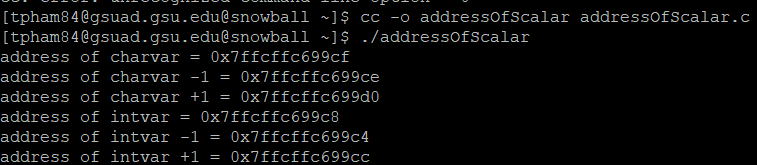 [tpham84@gsuad.gsu.edu@snowball ~]$ cc -o addressOfScalar addressOfScalar.c
[tpham84@gsuad.gsu.edu@snowball ~]$ ./addressOfScalar
address of charvar = 0x7ffcffc699cf
address of charvar -1 = 0x7ffcffc699ce
address of charvar +1 = 0x7ffcffc699d0
address of intvar = 0x7ffcffc699c8
address of intvar -1 = 0x7ffcffc699c4
address of intvar +1 = 0x7ffcffc699cc